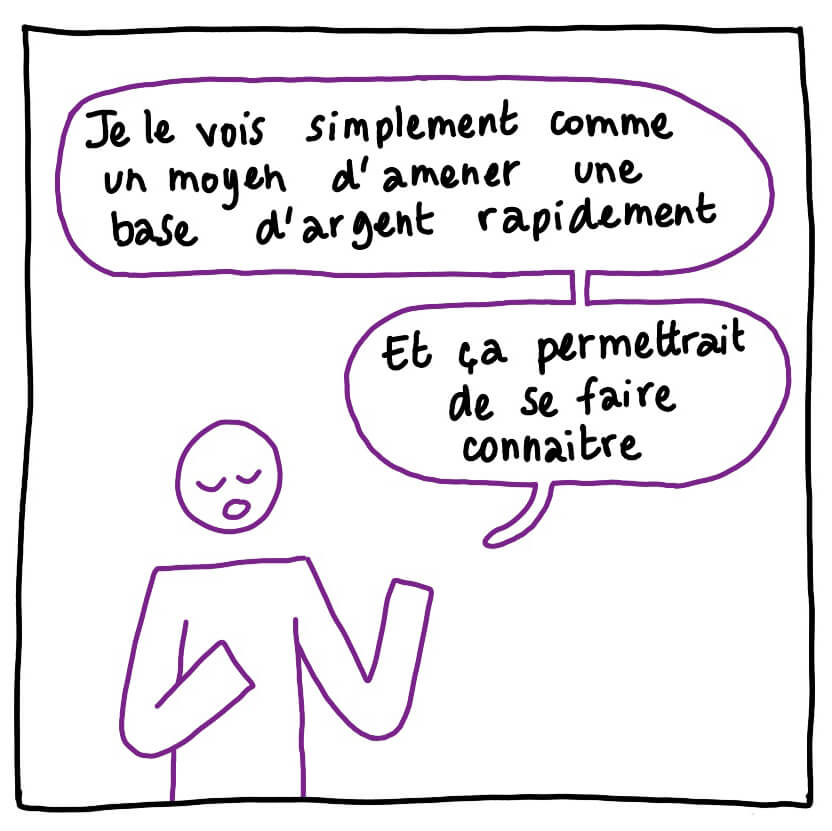 Je le vois simplement comme
un moyen d'amener une
base d'argent rapidement
Et ça permettrait
de se faire
connaitre